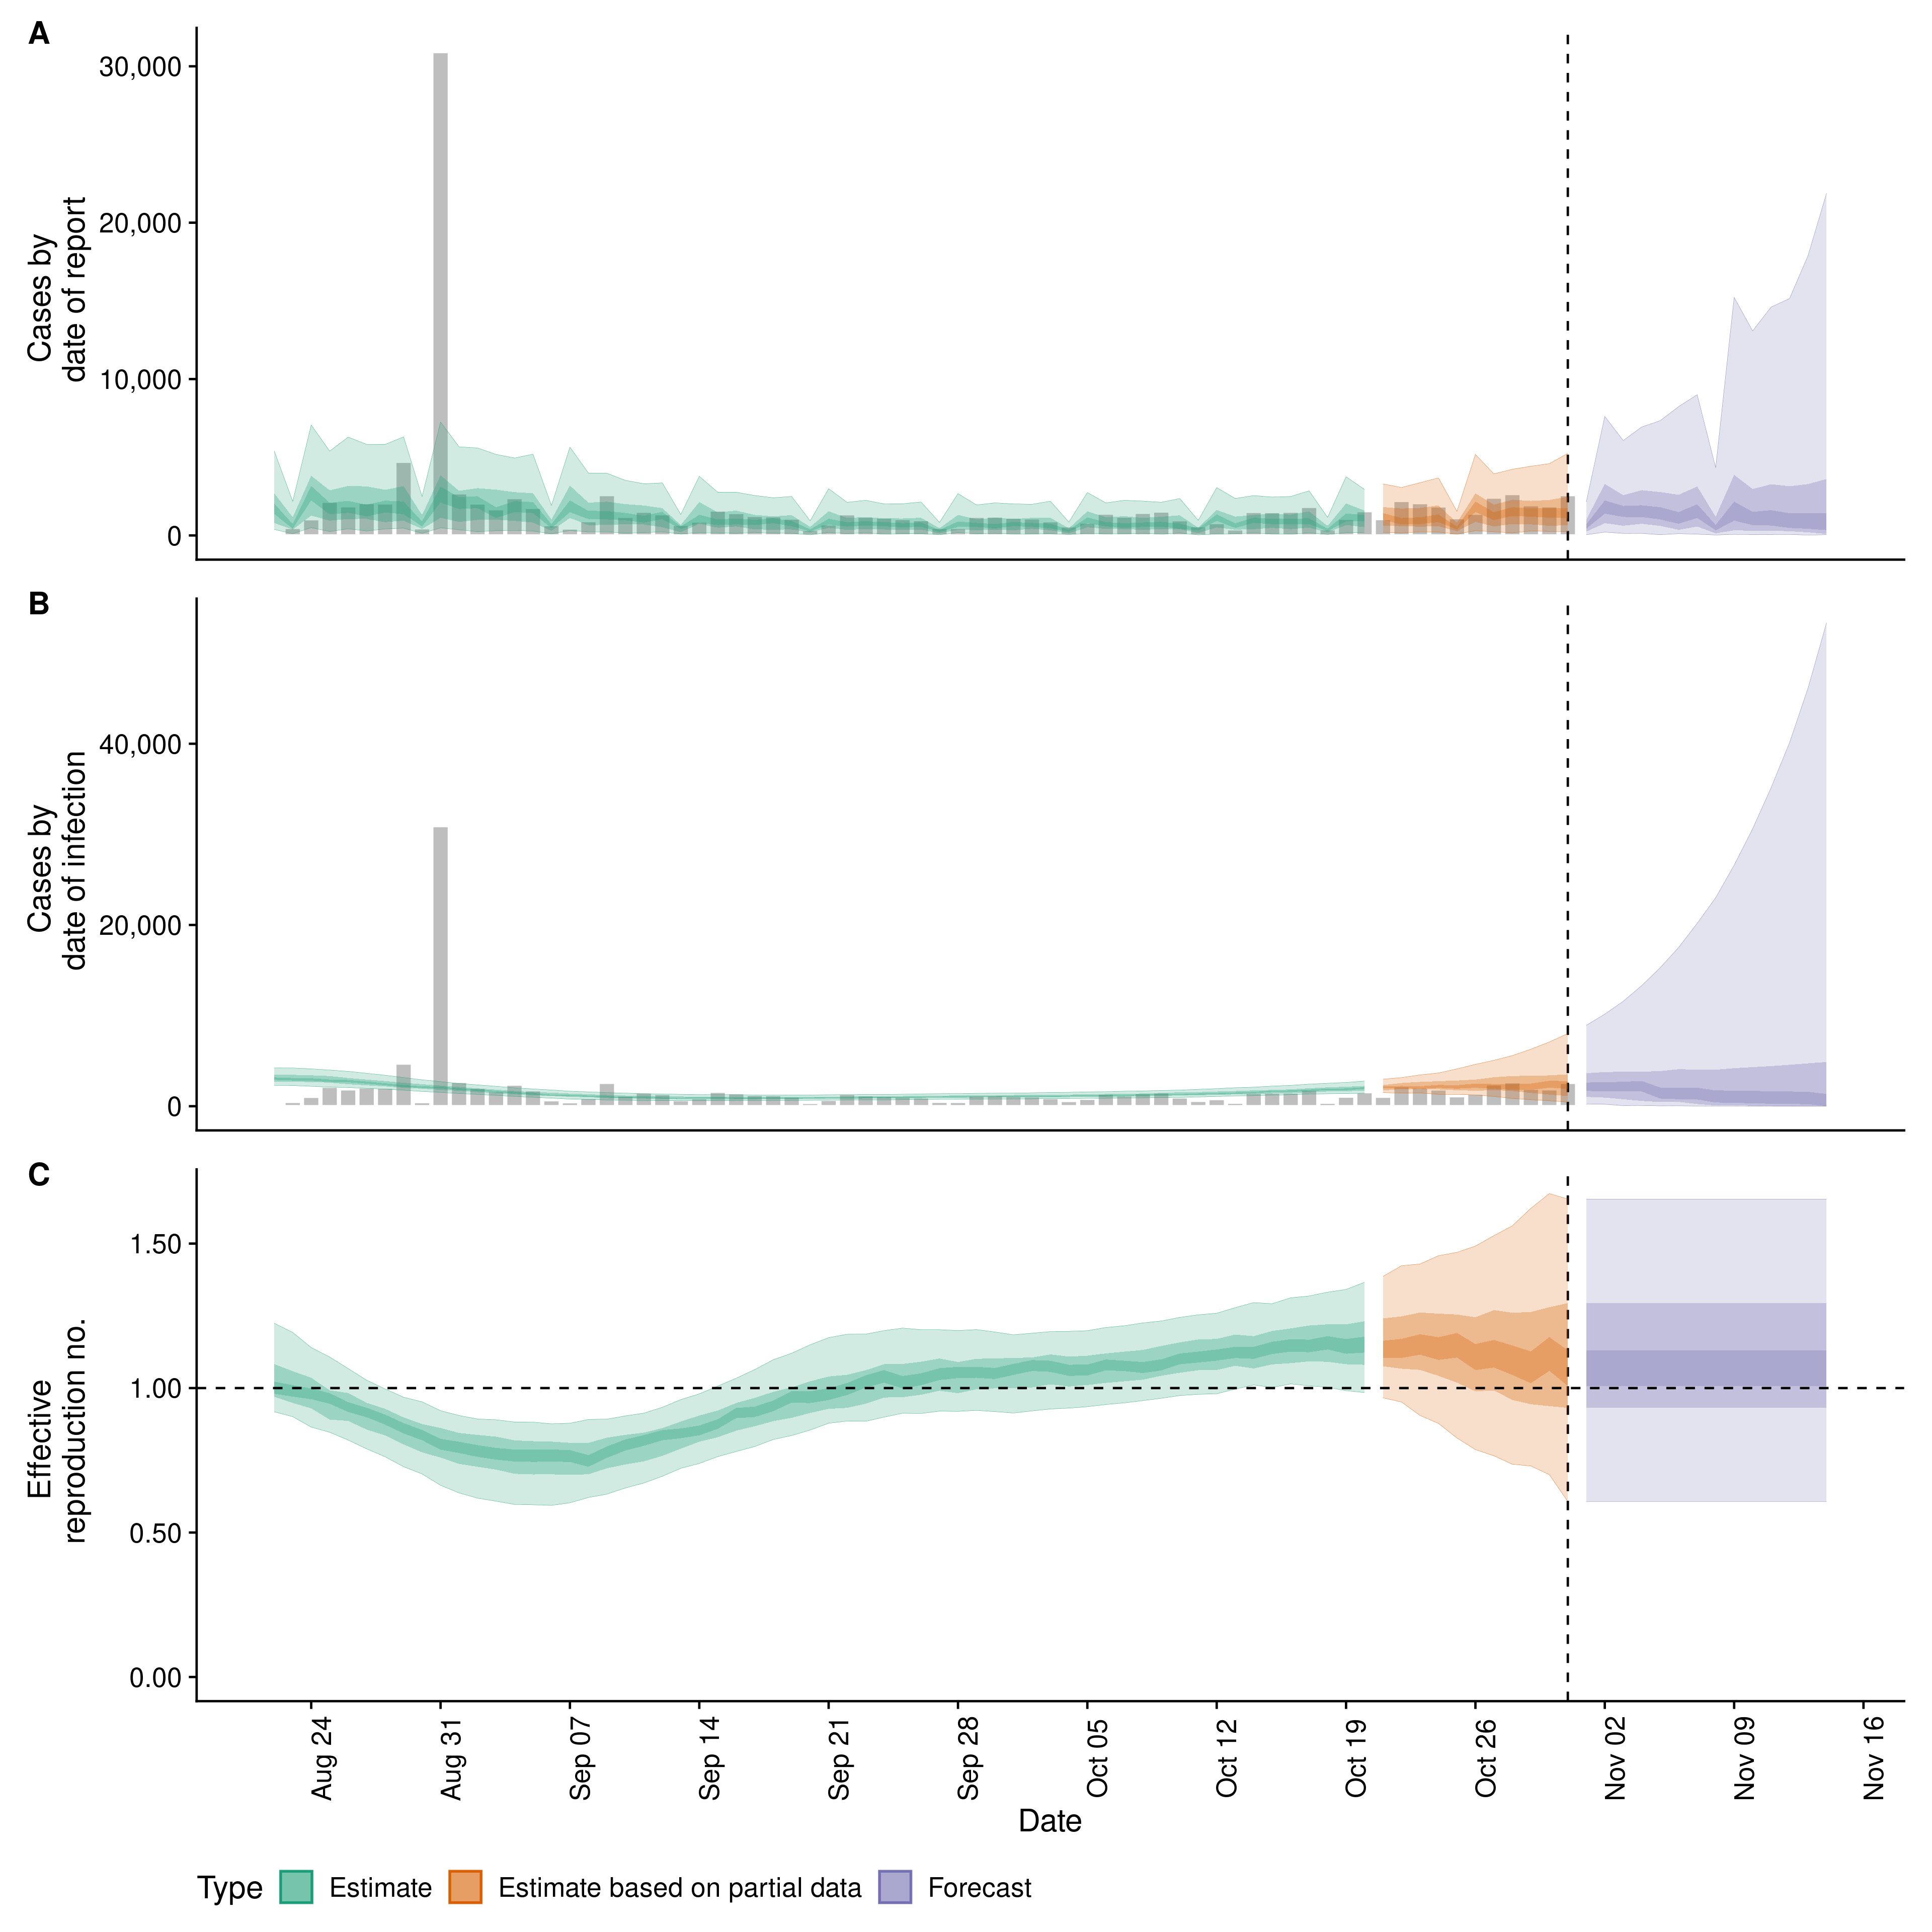 A
30,000
20,000
10,000
0
Cases by
date of report
B
40,000
20,000
0
Cases by
date of infection
C
1.50
1.00
0.50
0.00
Effective
reproduction no.
Aug 24
Aug 31
Sep 07
Sep 14
Sep 21
Sep 28
Oct 05
Oct 12
Oct 19
Oct 26
Nov 02
Nov 09
Nov 16
Date
Type Estimate Estimate based on partial data Forecast